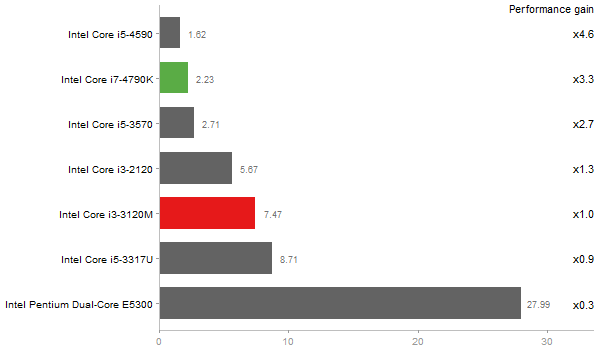 Performance gain
Intel Core i5-4590 1.62 x4.6
Intel Core i7-4790K 2.23 x3.3
Intel Core i5-3570 2.71 x2.7
Intel Core i3-2120 5.67 x1.3
Intel Core i3-3120M 7.47 x1.0
Intel Core i5-3317U 8.71 x0.9
Intel Pentium Dual-Core E5300 27.99 x0.3
0 10 20 30